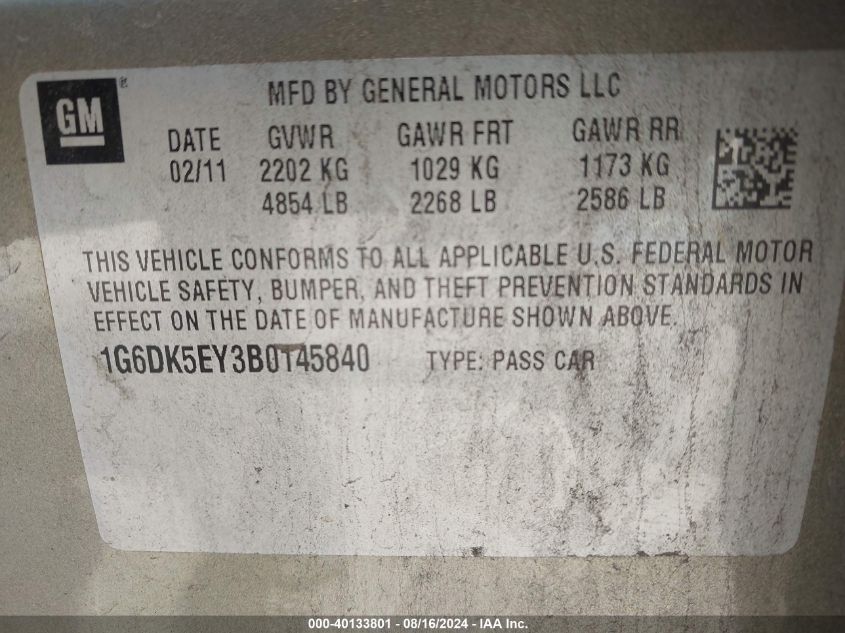 GM ®
MFD BY GENERAL MOTORS LLC
DATE GVWR GAWR FRT GAWR RR
02/11 2202 KG 1029 KG 1173 KG
4854 LB 2268 LB 2586 LB
THIS VEHICLE CONFORMS TO ALL APPLICABLE U.S. FEDERAL MOTOR
VEHICLE SAFETY, BUMPER, AND THEFT PREVENTION STANDARDS IN
EFFECT ON THE DATE OF MANUFACTURE SHOWN ABOVE.
1G6DK5EY3B0145840 TYPE: PASS CAR
000-40133801 - 08/16/2024 - IAA Inc.